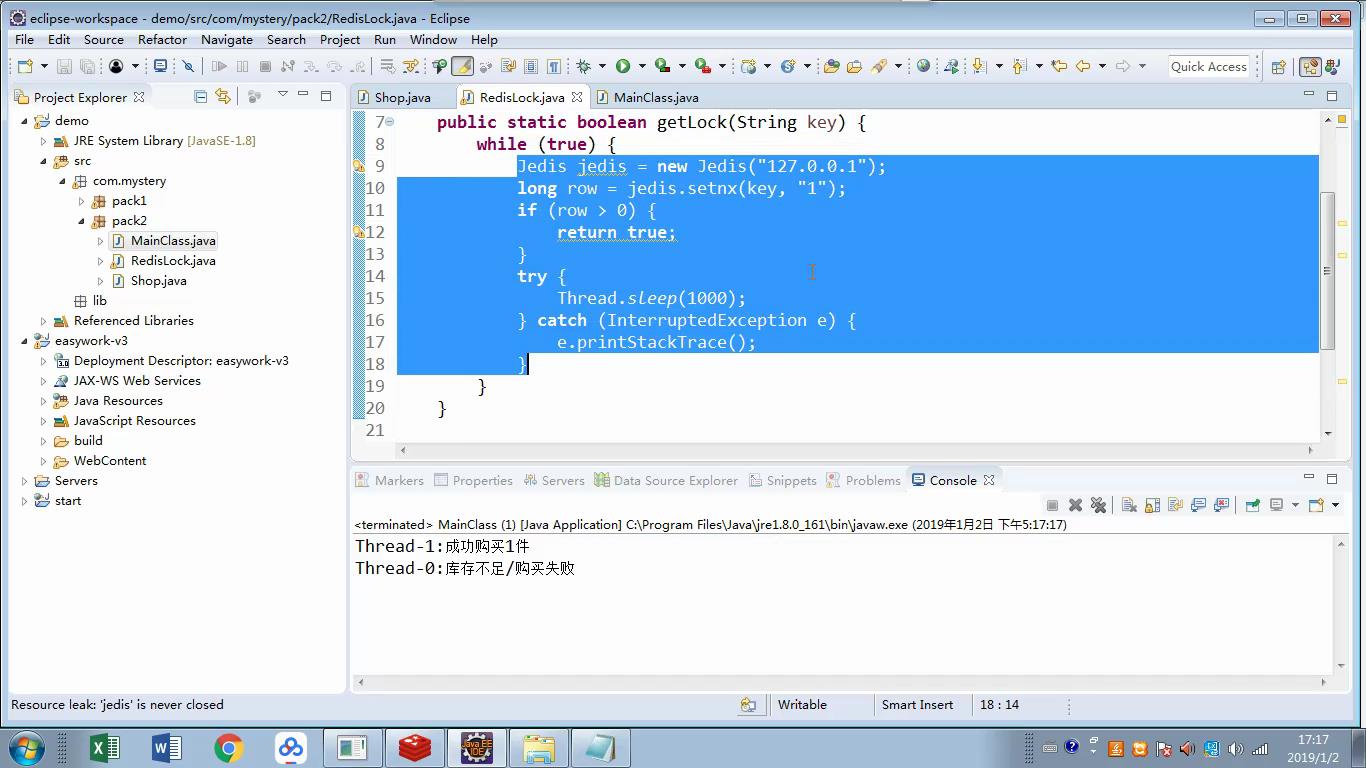 eclipse-workspace - demo/src/com/mystery/pack2/RedisLock.java - Eclipse
File Edit Source Refactor Navigate Search Project Run Window Help
Quick Access
Project Explorer
demo
JRE System Library [JavaSE-1.8]
src
com.mystery
pack1
pack2
MainClass.java
RedisLock.java
Shop.java
lib
Referenced Libraries
easywork-v3
Deployment Descriptor: easywork-v3
JAX-WS Web Services
Java Resources
JavaScript Resources
build
WebContent
Servers
start
Shop.java RedisLock.java MainClass.java
7 public static boolean getLock(String key) {
8 while (true) {
9 Jedis jedis = new Jedis("127.0.0.1");
10 long row = jedis.setnx(key, "1");
11 if (row > 0) {
12 return true;
13 }
14 try {
15 Thread.sleep(1000);
16 } catch (InterruptedException e) {
17 e.printStackTrace();
18 }
19 }
20 }
21
Markers Properties Servers Data Source Explorer Snippets Problems Console
<terminated> MainClass (1) [Java Application] C:\Program Files\Java\jre1.8.0_161\bin\javaw.exe (2019年1月2日 下午5:17:17)
Thread-1:成功购买1件
Thread-0:库存不足/购买失败
Resource leak: 'jedis' is never closed Writable Smart Insert 18 : 14
Java EE
IDE
17:17
2019/1/2